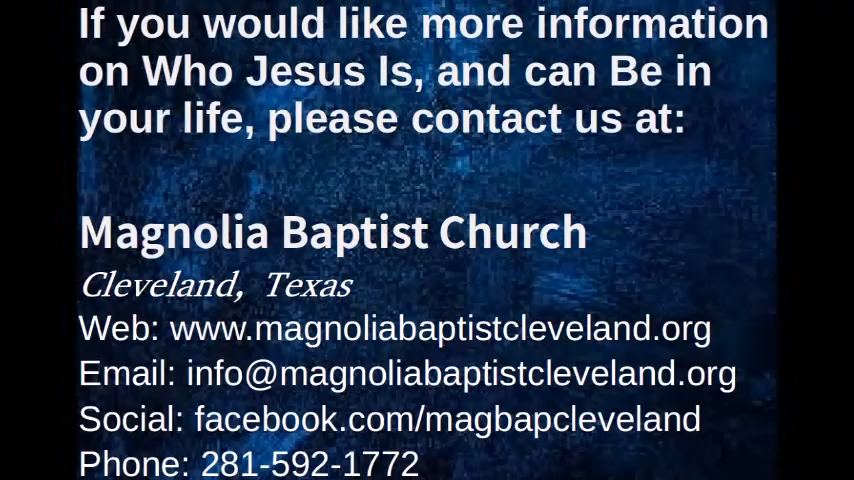 If you would like more information
on Who Jesus Is, and can Be in
your life, please contact us at:
Magnolia Baptist Church
Cleveland, Texas
Web: www.magnoliabaptistcleveland.org
Email: info@magnoliabaptistcleveland.org
Social: facebook.com/magbapcleveland
Phone: 281-592-1772